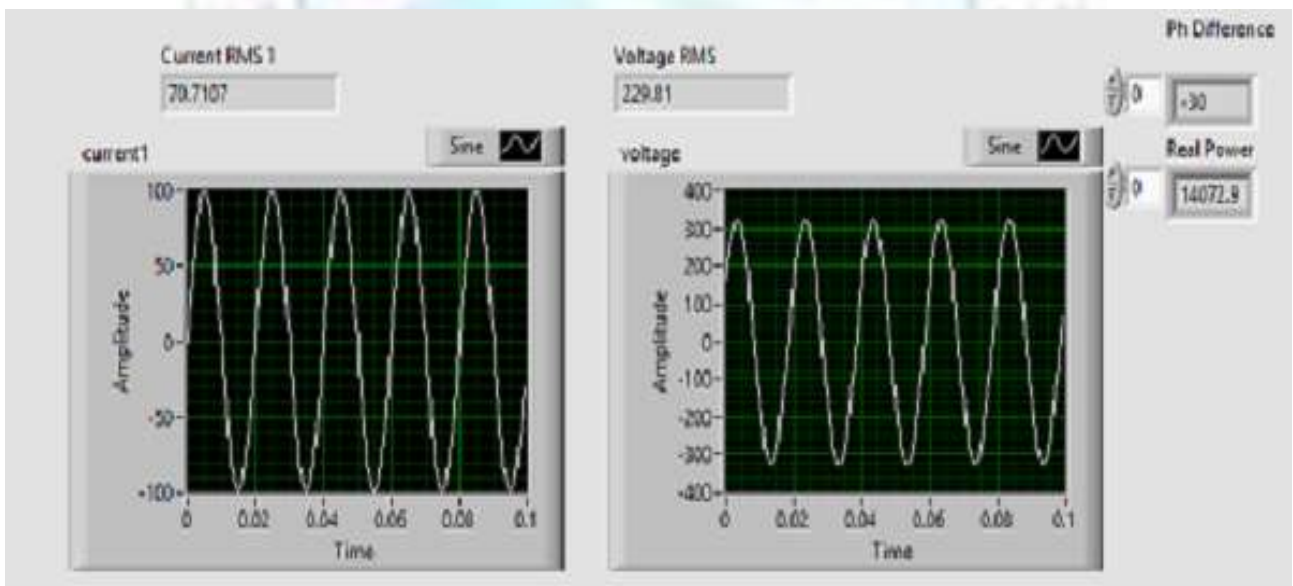 Ph Difference
Current RMS 1
Voltage RMS
70.7107
229.81
0
-30
Sine
Sine
Real Power
current1
voltage
0
14072.9
100
50
0
-50
-100
Amplitude
0
0.02
0.04
0.06
0.08
0.1
Time
400
300
200
100
0
-100
-200
-300
-400
Amplitude
0
0.02
0.04
0.06
0.08
0.1
Time